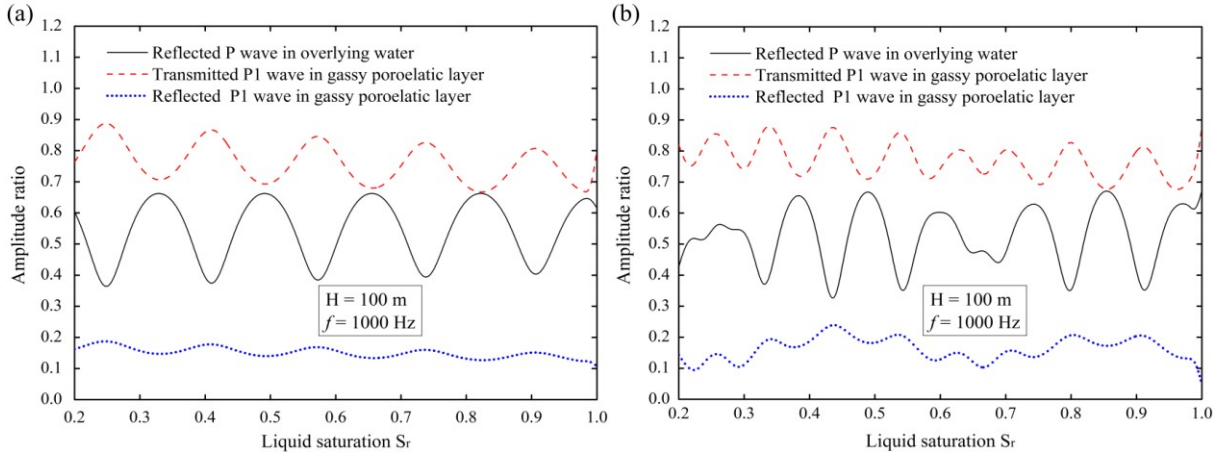 (a)
1.2
1.1
1.0
0.9
0.8
0.7
0.6
0.5
0.4
0.3
0.2
0.1
0.0
Amplitude ratio
Reflected P wave in overlying water
Transmitted P1 wave in gassy poroelatic layer
Reflected P1 wave in gassy poroelatic layer
H = 100 m
f = 1000 Hz
0.2 0.3 0.4 0.5 0.6 0.7 0.8 0.9 1.0
Liquid saturation Sr
(b)
1.2
1.1
1.0
0.9
0.8
0.7
0.6
0.5
0.4
0.3
0.2
0.1
0.0
Amplitude ratio
Reflected P wave in overlying water
Transmitted P1 wave in gassy poroelatic layer
Reflected P1 wave in gassy poroelatic layer
H = 100 m
f = 1000 Hz
0.2 0.3 0.4 0.5 0.6 0.7 0.8 0.9 1.0
Liquid saturation Sr